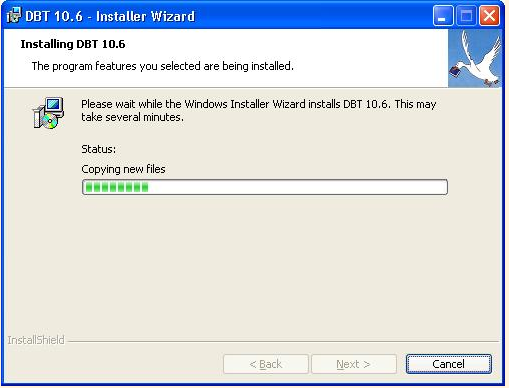 DBT 10.6 - Installer Wizard
Installing DBT 10.6
The program features you selected are being installed.
Please wait while the Windows Installer Wizard installs DBT 10.6. This may
take several minutes.
Status:
Copying new files
InstallShield
< Back
Next >
Cancel